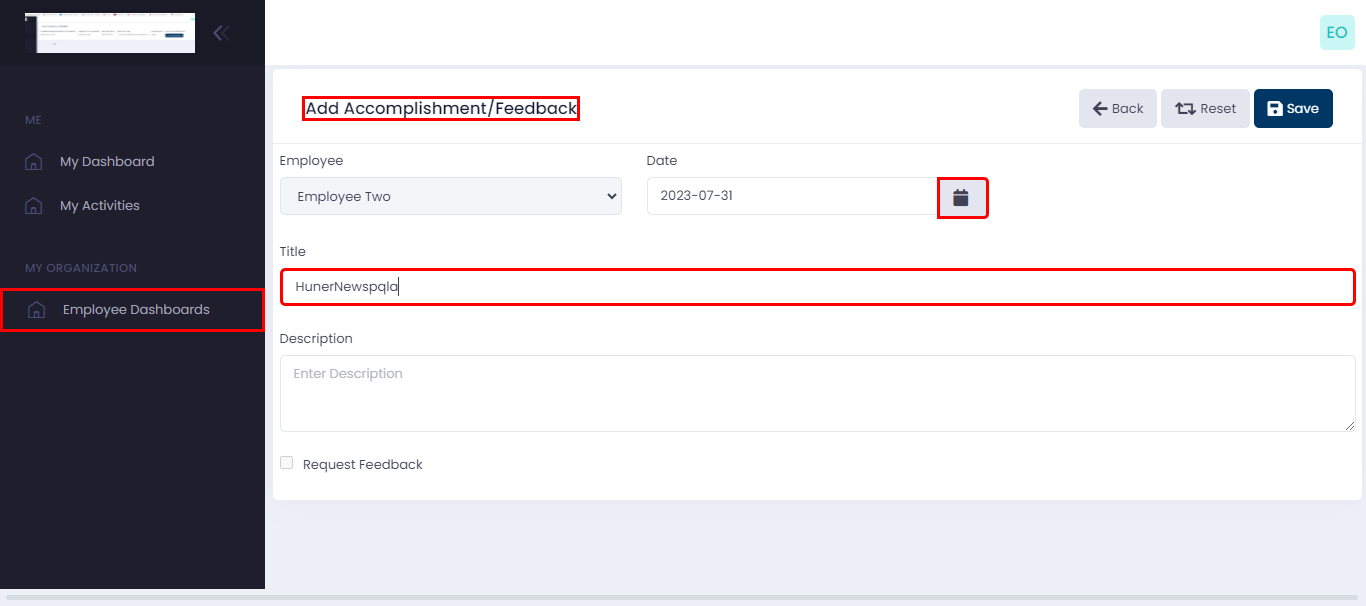 EO
ME
My Dashboard
My Activities
MY ORGANIZATION
Employee Dashboards
Add Accomplishment/Feedback
Back
Reset
Save
Employee
Date
Employee Two
2023-07-31
Title
HunerNewspqla
Description
Enter Description
Request Feedback